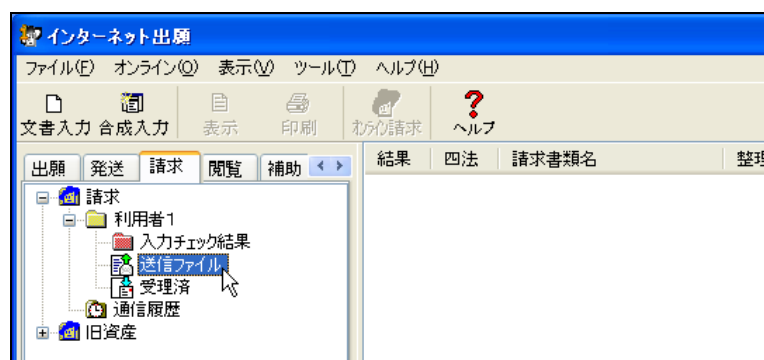 インターネット出願
ファイル(F) オンライン(O) 表示(V) ツール(T) ヘルプ(H)
文書入力 合成入力 表示 印刷 オンライン請求 ヘルプ
出願 発送 請求 閲覧 補助
結果 四法 請求書類名 整理
請求
利用者1
入力チェック結果
送信ファイル
受理済
通信履歴
旧資産